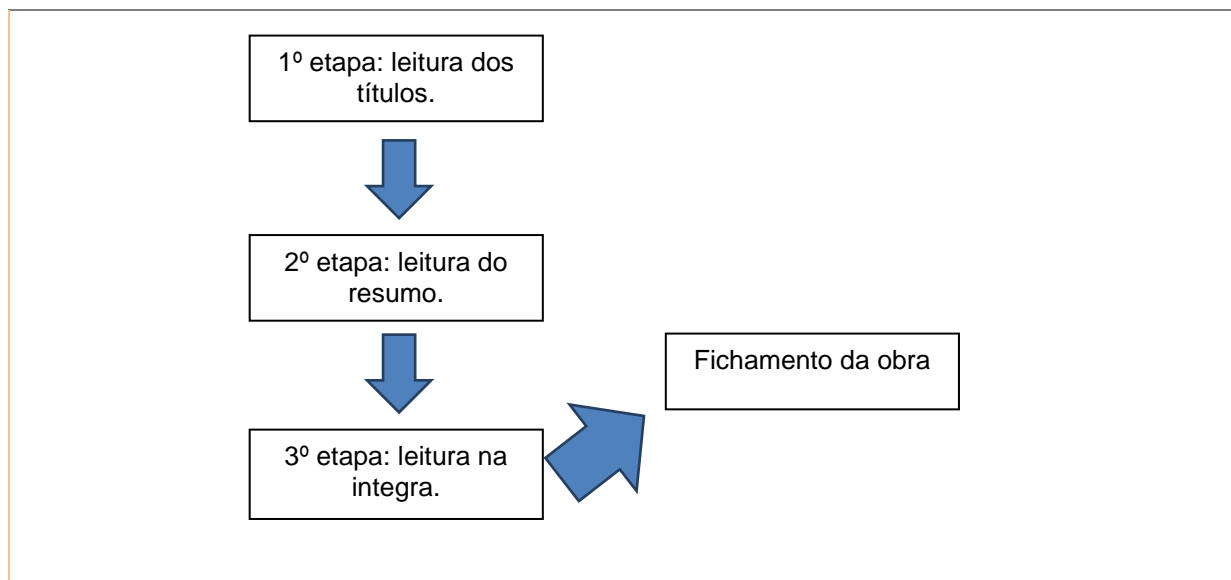 1º etapa: leitura dos
títulos.
2º etapa: leitura do
resumo.
Fichamento da obra
3º etapa: leitura na
integra.